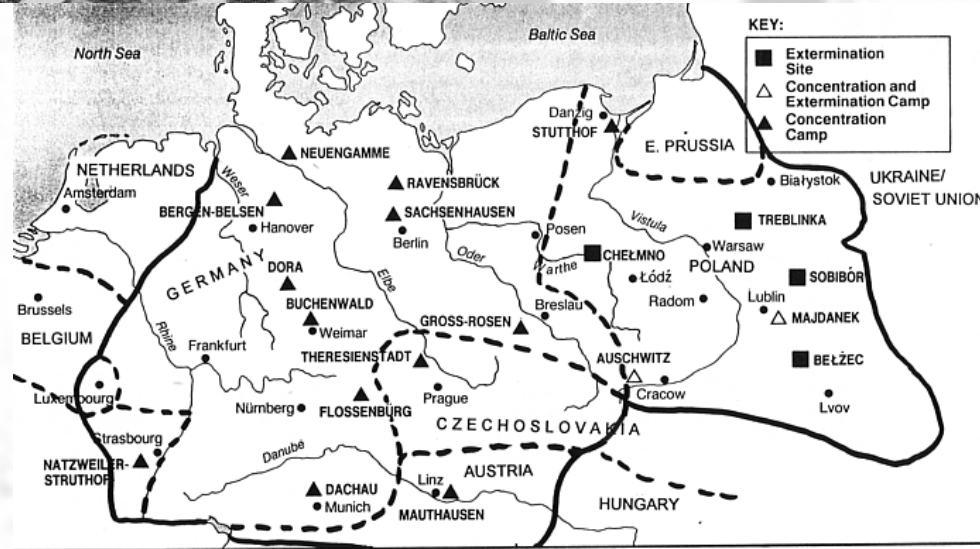 KEY:
Extermination
Site
Concentration and
Extermination Camp
Concentration
Camp
North Sea
Baltic Sea
Danzig
STUTTHOF
E. PRUSSIA
NEUENGAMME
NETHERLANDS
Amsterdam
Weser
RAVENSBRÜCK
Białystok
UKRAINE/
SOVIET UNION
BERGEN-BELSEN
SACHSENHAUSEN
Hanover
Berlin
Vistula
TREBLINKA
Posen
Warsaw
Oder
Warthe
CHEŁMNO
POLAND
GERMANY
DORA
Elbe
Łódź
SOBIBÓR
Brussels
BUCHENWALD
Breslau
Radom
Lublin
MAJDANEK
BELGIUM
Rhine
Weimar
GROSS-ROSEN
Frankfurt
THERESIENSTADT
AUSCHWITZ
BEŁŻEC
Luxembourg
Prague
Cracow
Nürnberg
FLOSSENBÜRG
Lvov
CZECHOSLOVAKIA
Strasbourg
Danube
NATZWEILER-
STRUTHOF
AUSTRIA
Linz
DACHAU
Munich
MAUTHAUSEN
HUNGARY